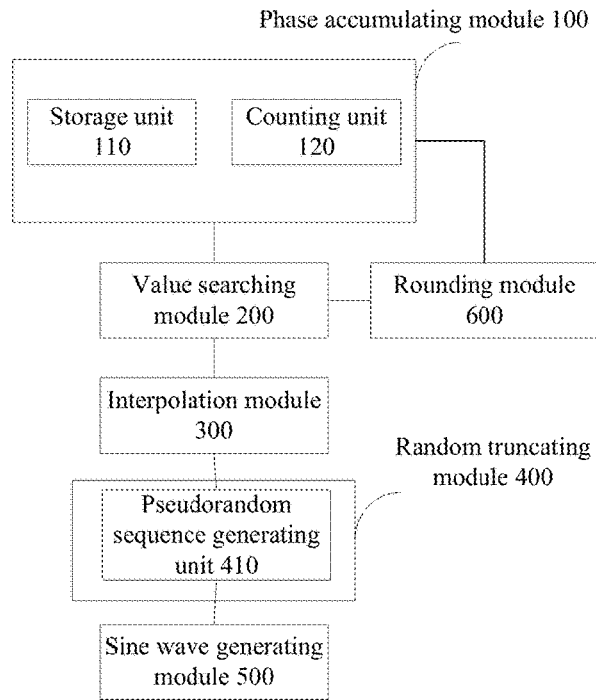 Phase accumulating module 100
Storage unit
110
Counting unit
120
Value searching
module 200
Rounding module
600
Interpolation module
300
Random truncating
module 400
Pseudorandom
sequence generating
unit 410
Sine wave generating
module 500